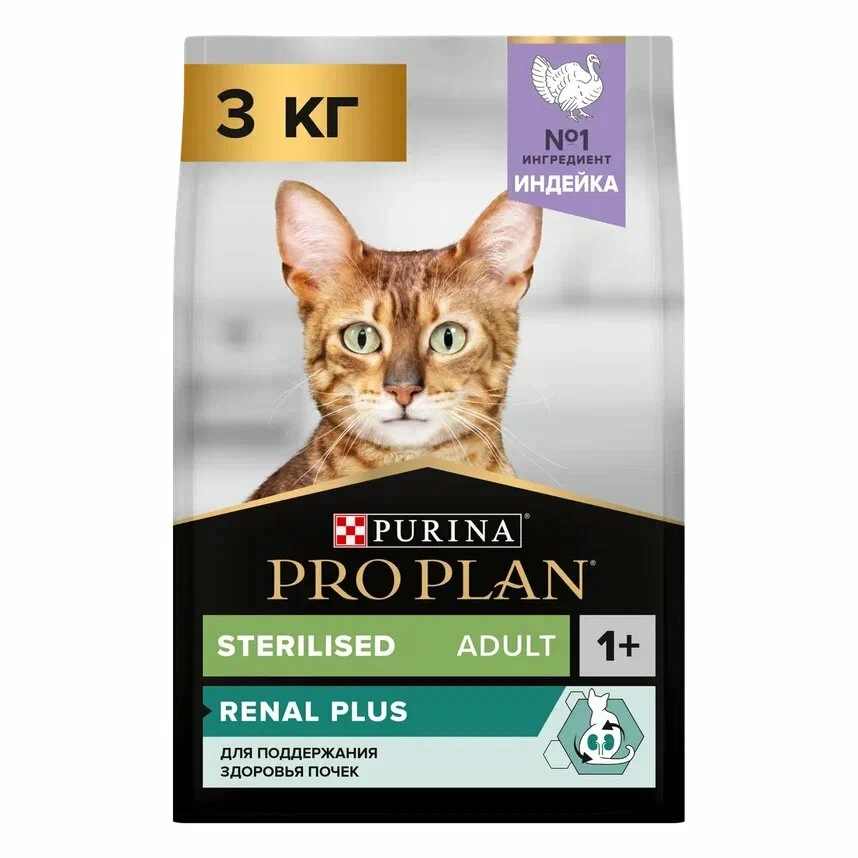 3 КГ
№1
ИНГРЕДИЕНТ
ИНДЕЙКА
PURINA®
PRO PLAN®
STERILISED ADULT 1+
RENAL PLUS
ДЛЯ ПОДДЕРЖАНИЯ
ЗДОРОВЬЯ ПОЧЕК